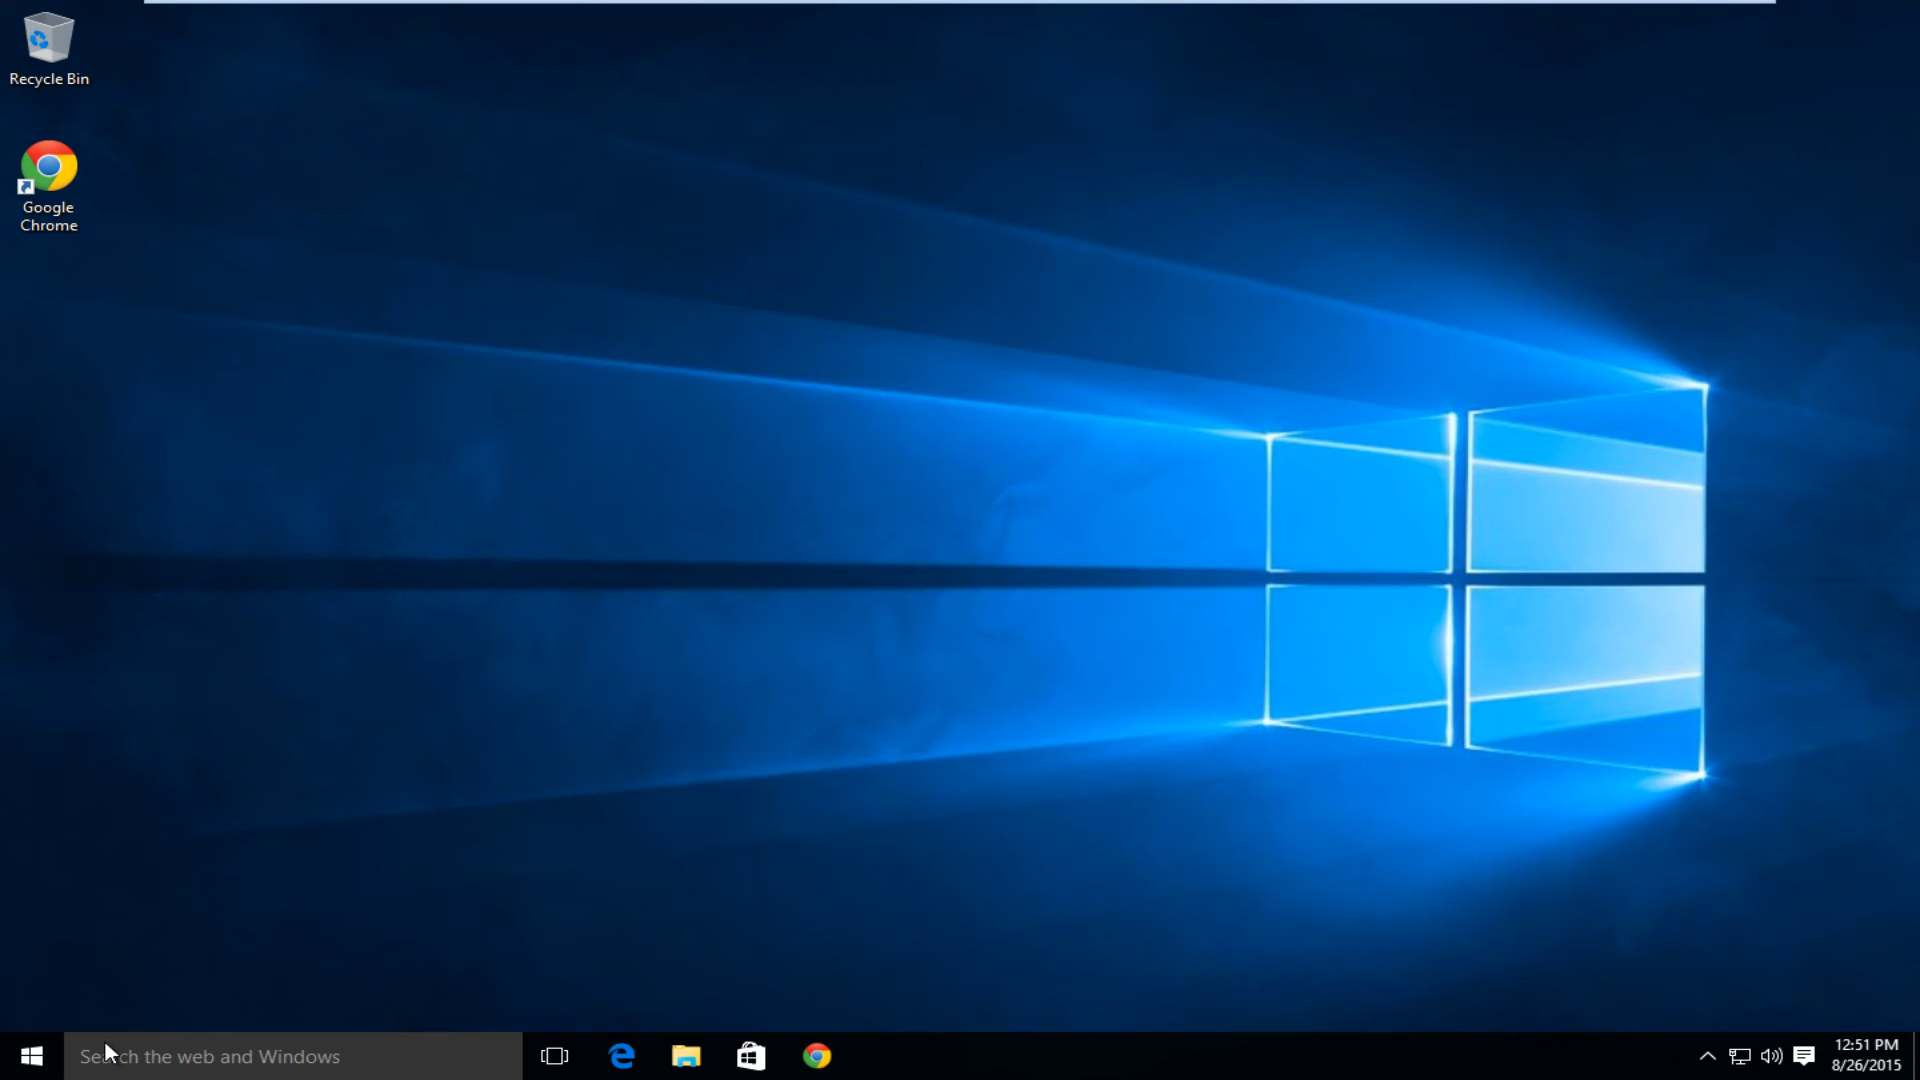 Recycle Bin
Google
Chrome
Search the web and Windows
12:51 PM
8/26/2015